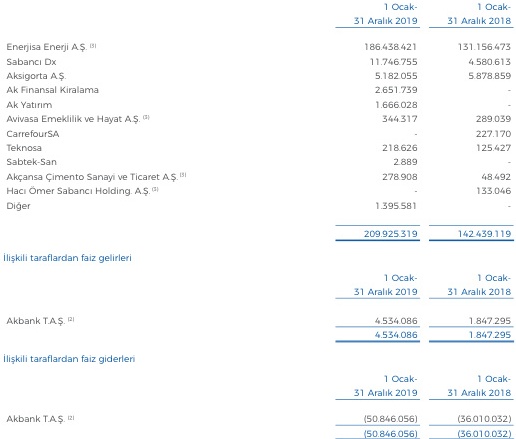 1 Ocak- 1 Ocak-
31 Aralık 2019 31 Aralık 2018
Enerjisa Enerji A.Ş. (3) 186.438.421 131.156.473
Sabancı Dx 11.746.755 4.580.613
Aksigorta A.Ş. 5.182.055 5.878.859
Ak Finansal Kiralama 2.651.739 -
Ak Yatırım 1.666.028 -
Avivasa Emeklilik ve Hayat A.Ş. (3) 344.317 289.039
CarrefourSA - 227.170
Teknosa 218.626 125.427
Sabtek-San 2.889 -
Akçansa Çimento Sanayi ve Ticaret A.Ş. (3) 278.908 48.492
Hacı Ömer Sabancı Holding. A.Ş. (3) - 133.046
Diğer 1.395.581 -
209.925.319 142.439.119
İlişkili taraflardan faiz gelirleri
1 Ocak- 1 Ocak-
31 Aralık 2019 31 Aralık 2018
Akbank T.A.Ş. (2) 4.534.086 1.847.295
4.534.086 1.847.295
İlişkili taraflardan faiz giderleri
1 Ocak- 1 Ocak-
31 Aralık 2019 31 Aralık 2018
Akbank T.A.Ş. (2) (50.846.056) (36.010.032)
(50.846.056) (36.010.032)